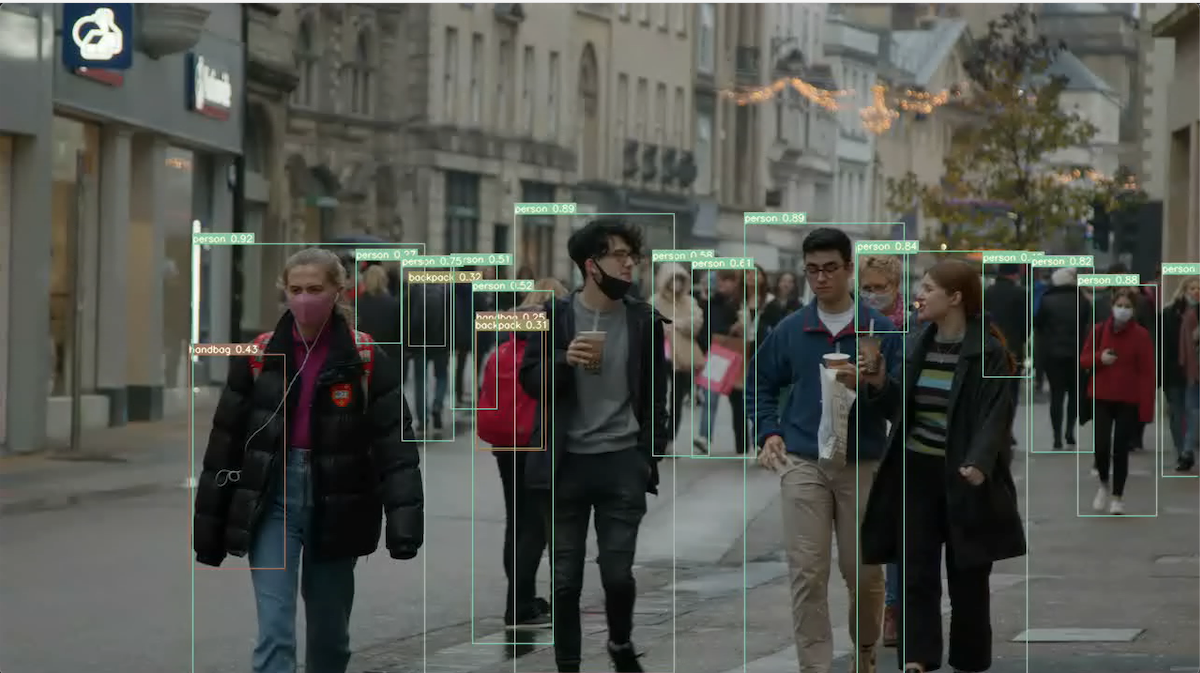 person 0.89
person 0.89
person 0.92
person 0.84
person 0.75
0.51
person 0.82
person 0.61
person
backpack 0.32
person 0.88
person 0.52
handbag 0.25
backpack 0.31
handbag 0.43